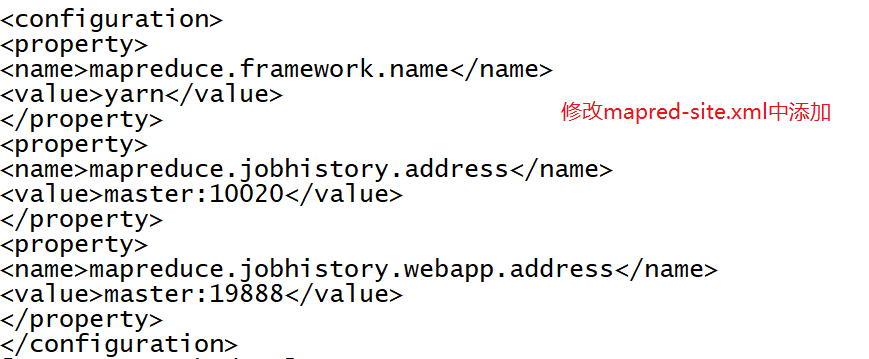 <configuration>
<property>
<name>mapreduce.framework.name</name>
<value>yarn</value>
修改mapred-site.xml中添加
</property>
<property>
<name>mapreduce.jobhistory.address</name>
<value>master:10020</value>
</property>
<property>
<name>mapreduce.jobhistory.webapp.address</name>
<value>master:19888</value>
</property>
</configuration>